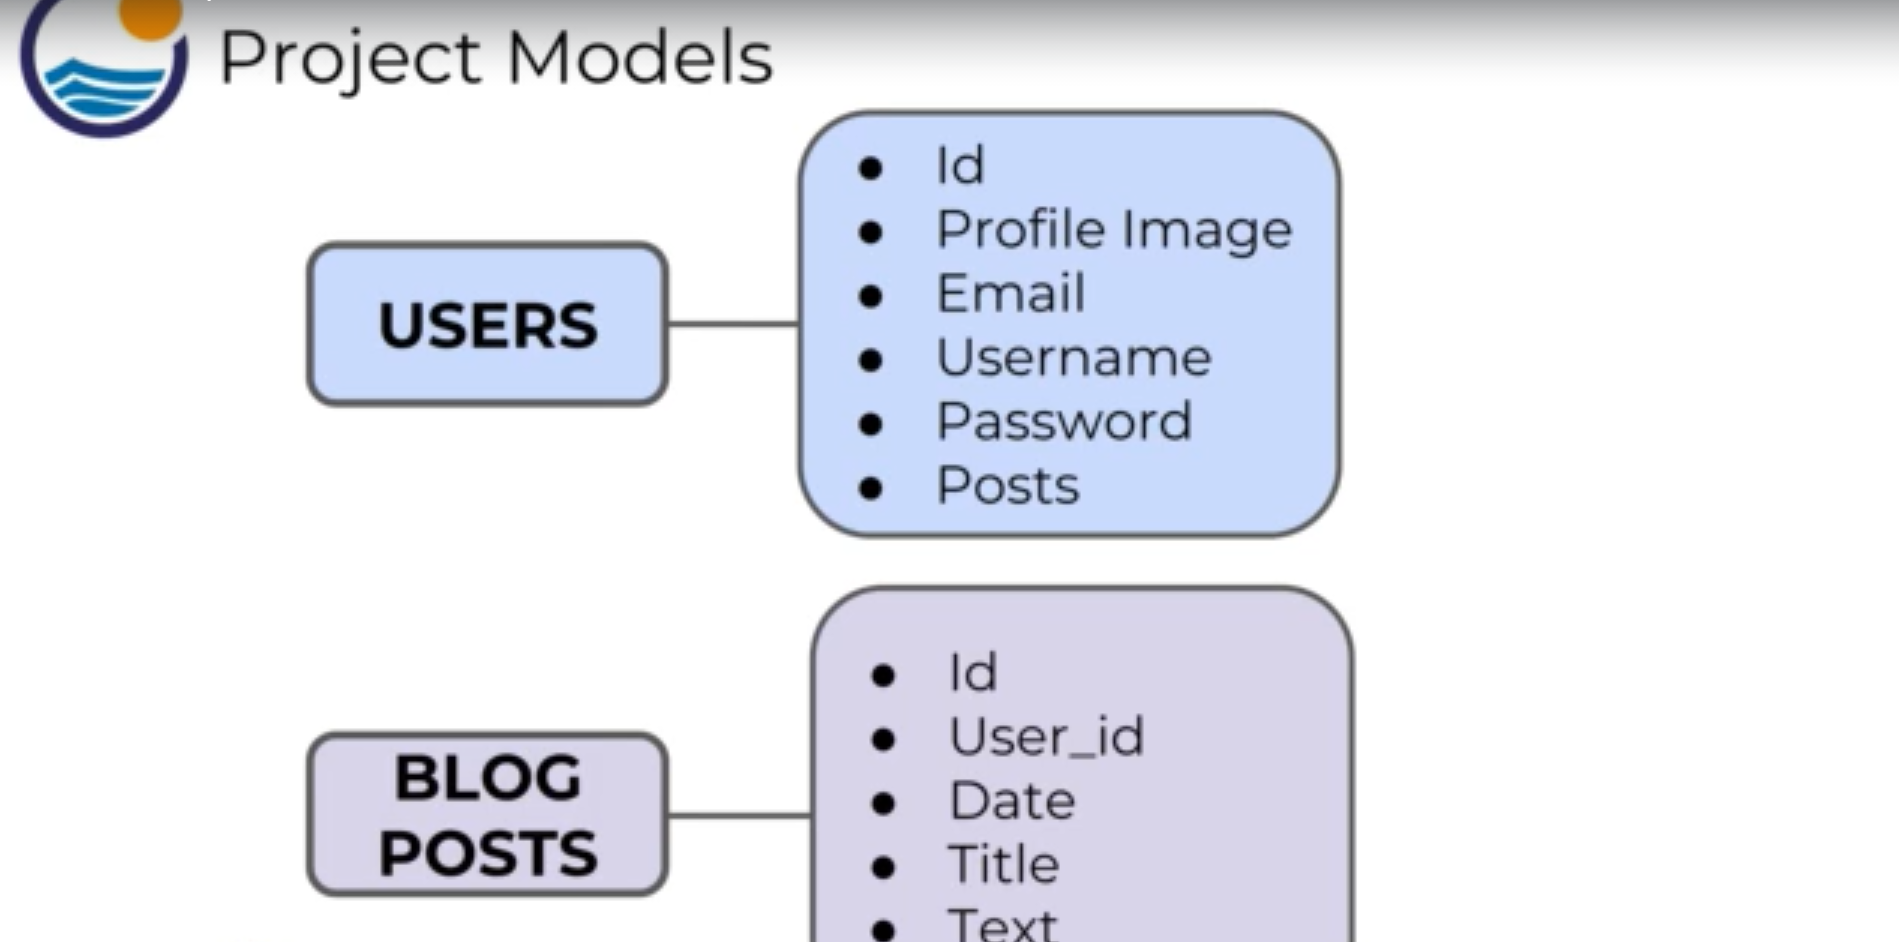 Project Models
USERS
Id
Profile Image
Email
Username
Password
Posts
BLOG
POSTS
Id
User_id
Date
Title
Text